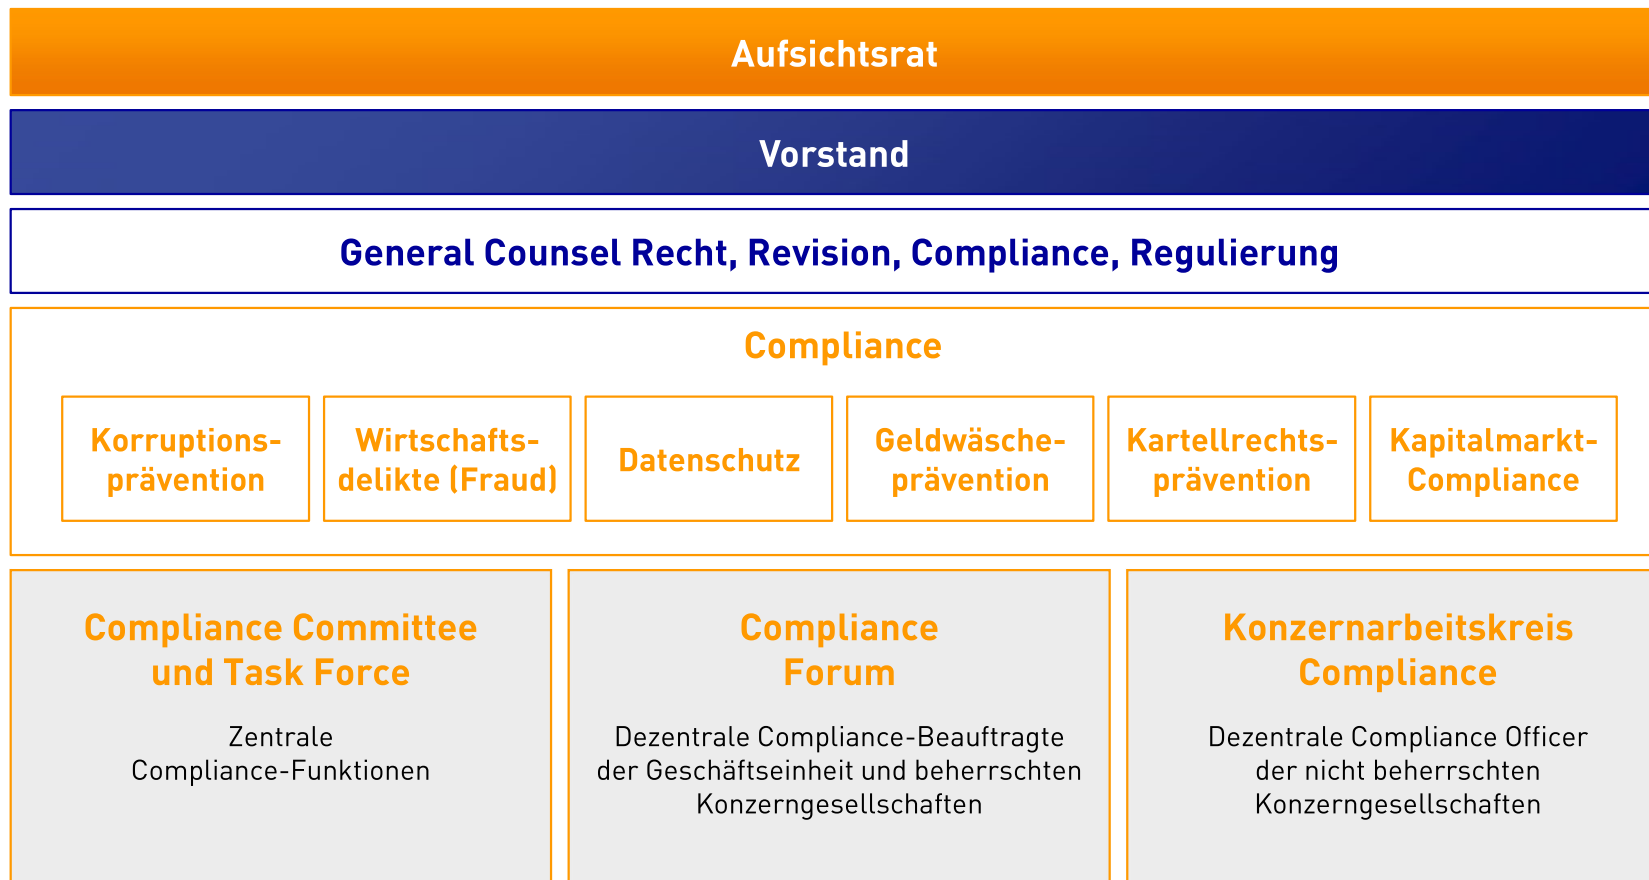 Aufsichtsrat
Vorstand
General Counsel Recht, Revision, Compliance, Regulierung
Compliance
Korruptions-
prävention
Wirtschafts-
delikte (Fraud)
Datenschutz
Geldwäsche-
prävention
Kartellrechts-
prävention
Kapitalmarkt-
Compliance
Compliance Committee
und Task Force
Zentrale
Compliance-Funktionen
Compliance
Forum
Dezentrale Compliance-Beauftragte
der Geschäftseinheit und beherrschten
Konzerngesellschaften
Konzernarbeitskreis
Compliance
Dezentrale Compliance Officer
der nicht beherrschten
Konzerngesellschaften